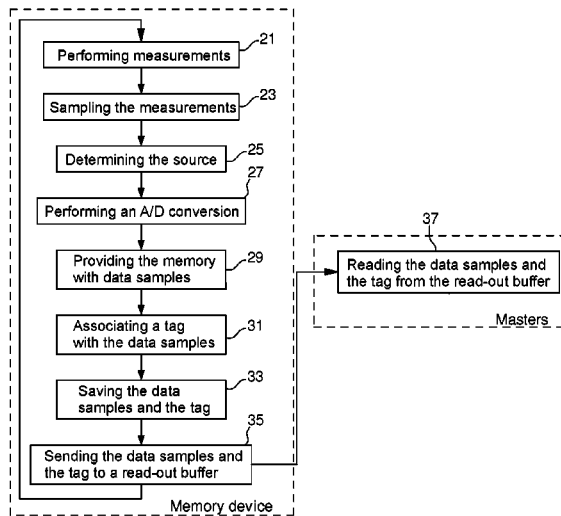 Performing measurements
21
Sampling the measurements
23
Determining the source
25
27
Performing an A/D conversion
Providing the memory
with data samples
29
Associating a tag
with the data samples
31
Saving the data
samples and the tag
33
35
Sending the data samples and
the tag to a read-out buffer
Memory device
37
Reading the data samples and
the tag from the read-out buffer
Masters